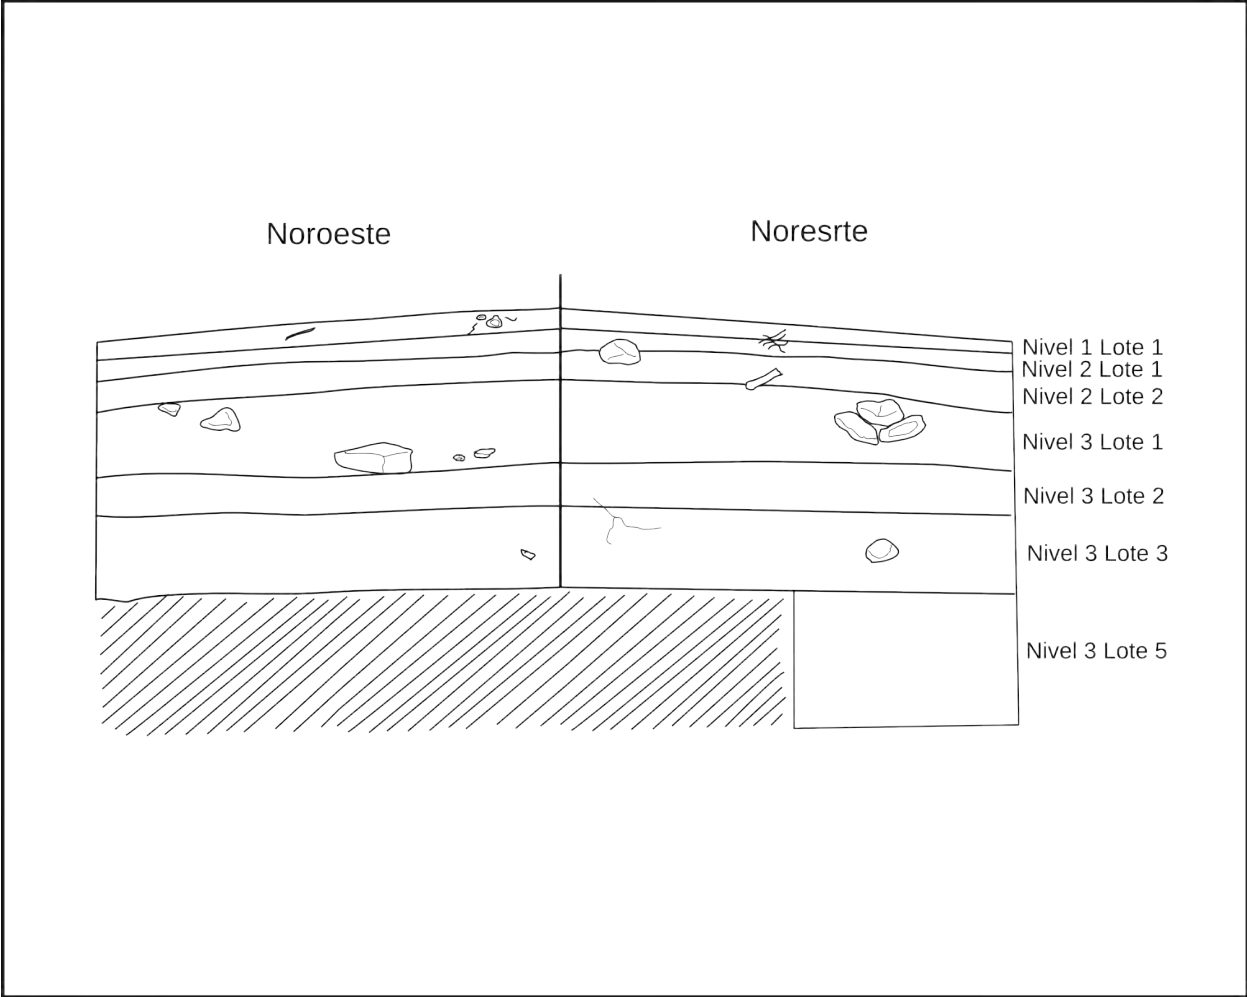 Noroeste
Noresrte
Nivel 1 Lote 1
Nivel 2 Lote 1
Nivel 2 Lote 2
Nivel 3 Lote 1
Nivel 3 Lote 2
Nivel 3 Lote 3
Nivel 3 Lote 5